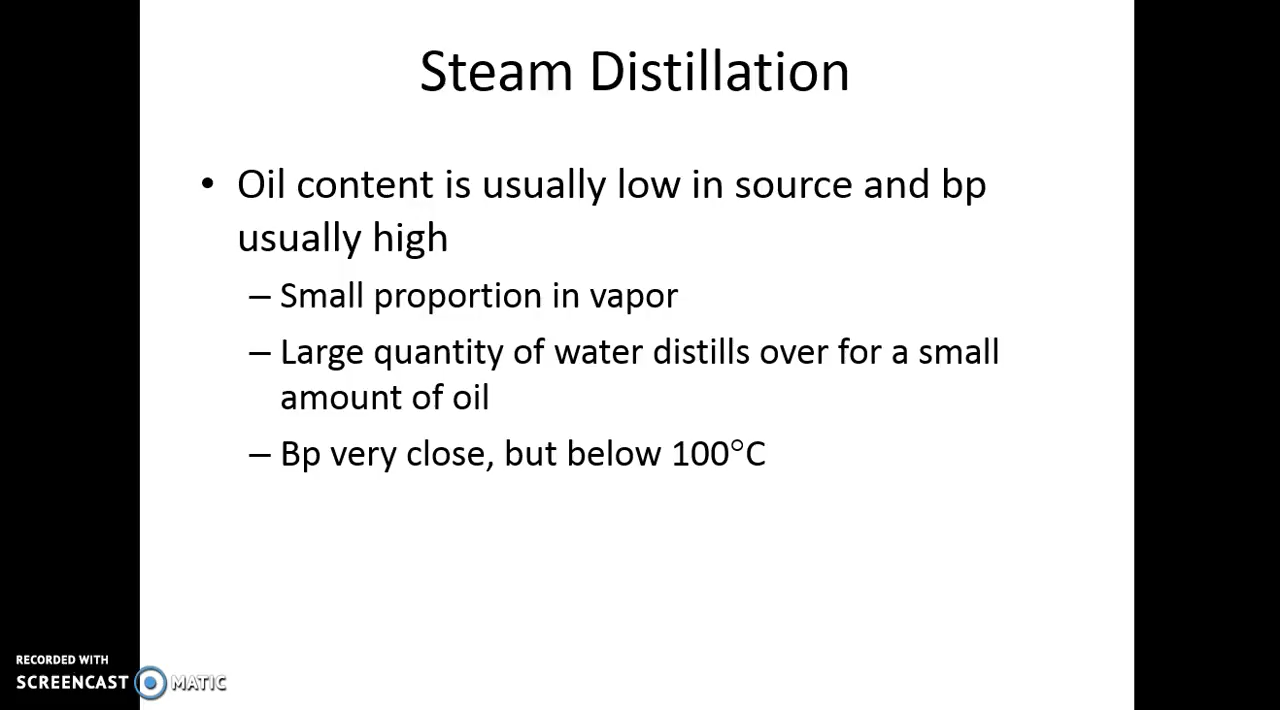 Steam Distillation
• Oil content is usually low in source and bp
usually high
– Small proportion in vapor
– Large quantity of water distills over for a small
amount of oil
– Bp very close, but below 100°C
RECORDED WITH
SCREENCAST MATIC